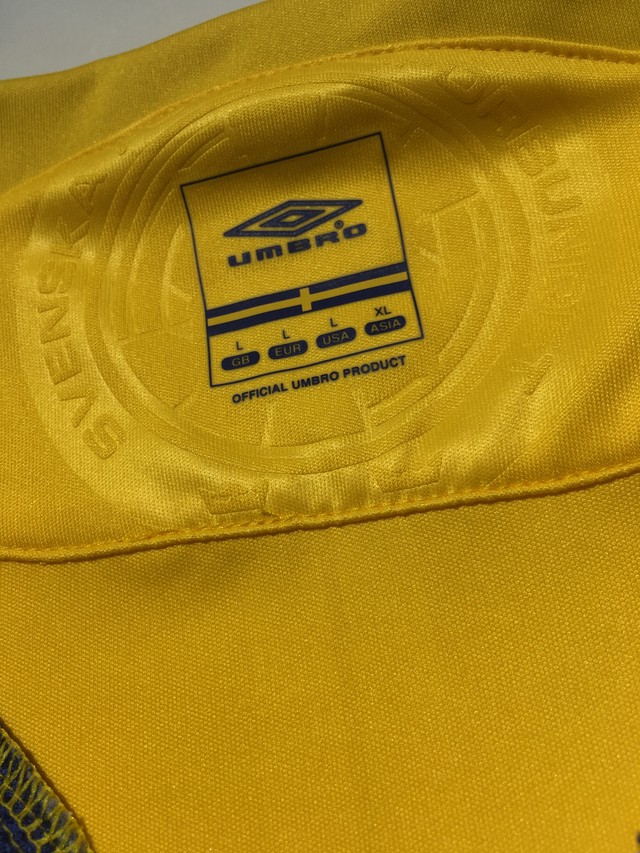 UMBRO®
L L L XL
GB EUR USA ASIA
OFFICIAL UMBRO PRODUCT
SVENSKA